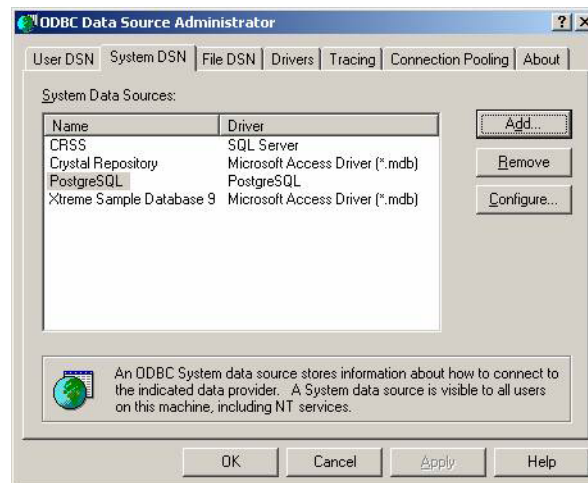 ODBC Data Source Administrator
User DSN System DSN File DSN Drivers Tracing Connection Pooling About
System Data Sources:
Name Driver
CRSS SQL Server
Crystal Repository Microsoft Access Driver (*.mdb)
PostgreSQL PostgreSQL
Xtreme Sample Database 9 Microsoft Access Driver (*.mdb)
Add...
Remove
Configure...
An ODBC System data source stores information about how to connect to
the indicated data provider. A System data source is visible to all users
on this machine, including NT services.
OK Cancel Apply Help